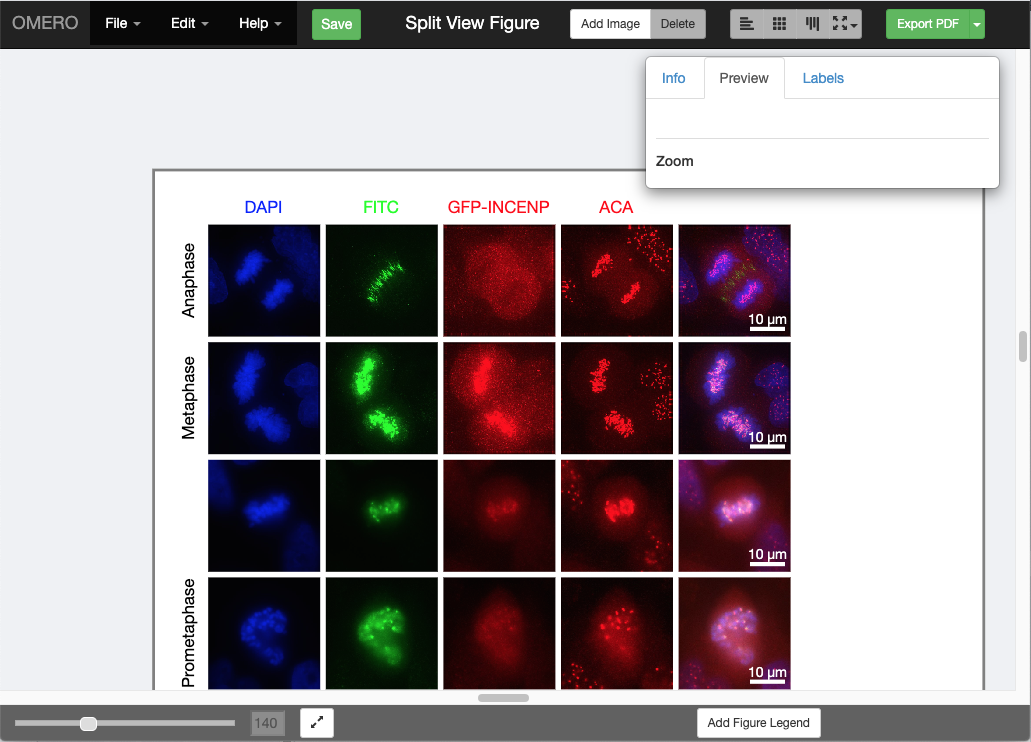 OMERO File Edit Help Save Split View Figure Add Image Delete Export PDF
Info Preview Labels
Zoom
DAPI FITC GFP-INCENP ACA
Anaphase
10 µm
Metaphase
10 µm
10 µm
Prometaphase
10 µm
140 Add Figure Legend